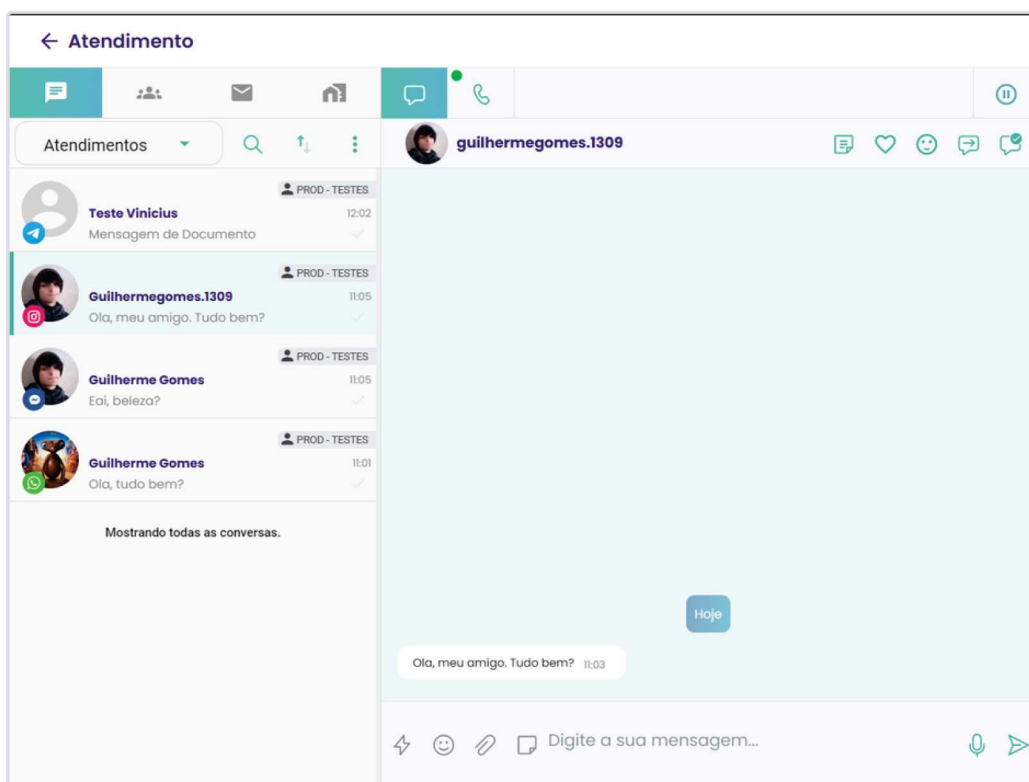 Atendimento
Atendimentos
PROD - TESTES
Teste Vinicius
12:02
Mensagem de Documento
PROD - TESTES
Guilhermegomes.1309
11:05
Ola, meu amigo. Tudo bem?
PROD - TESTES
Guilherme Gomes
11:05
Eai, beleza?
PROD - TESTES
Guilherme Gomes
11:01
Ola, tudo bem?
Mostrando todas as conversas.
guilhermegomes.1309
Hoje
Ola, meu amigo. Tudo bem? 11:03
Digite a sua mensagem...